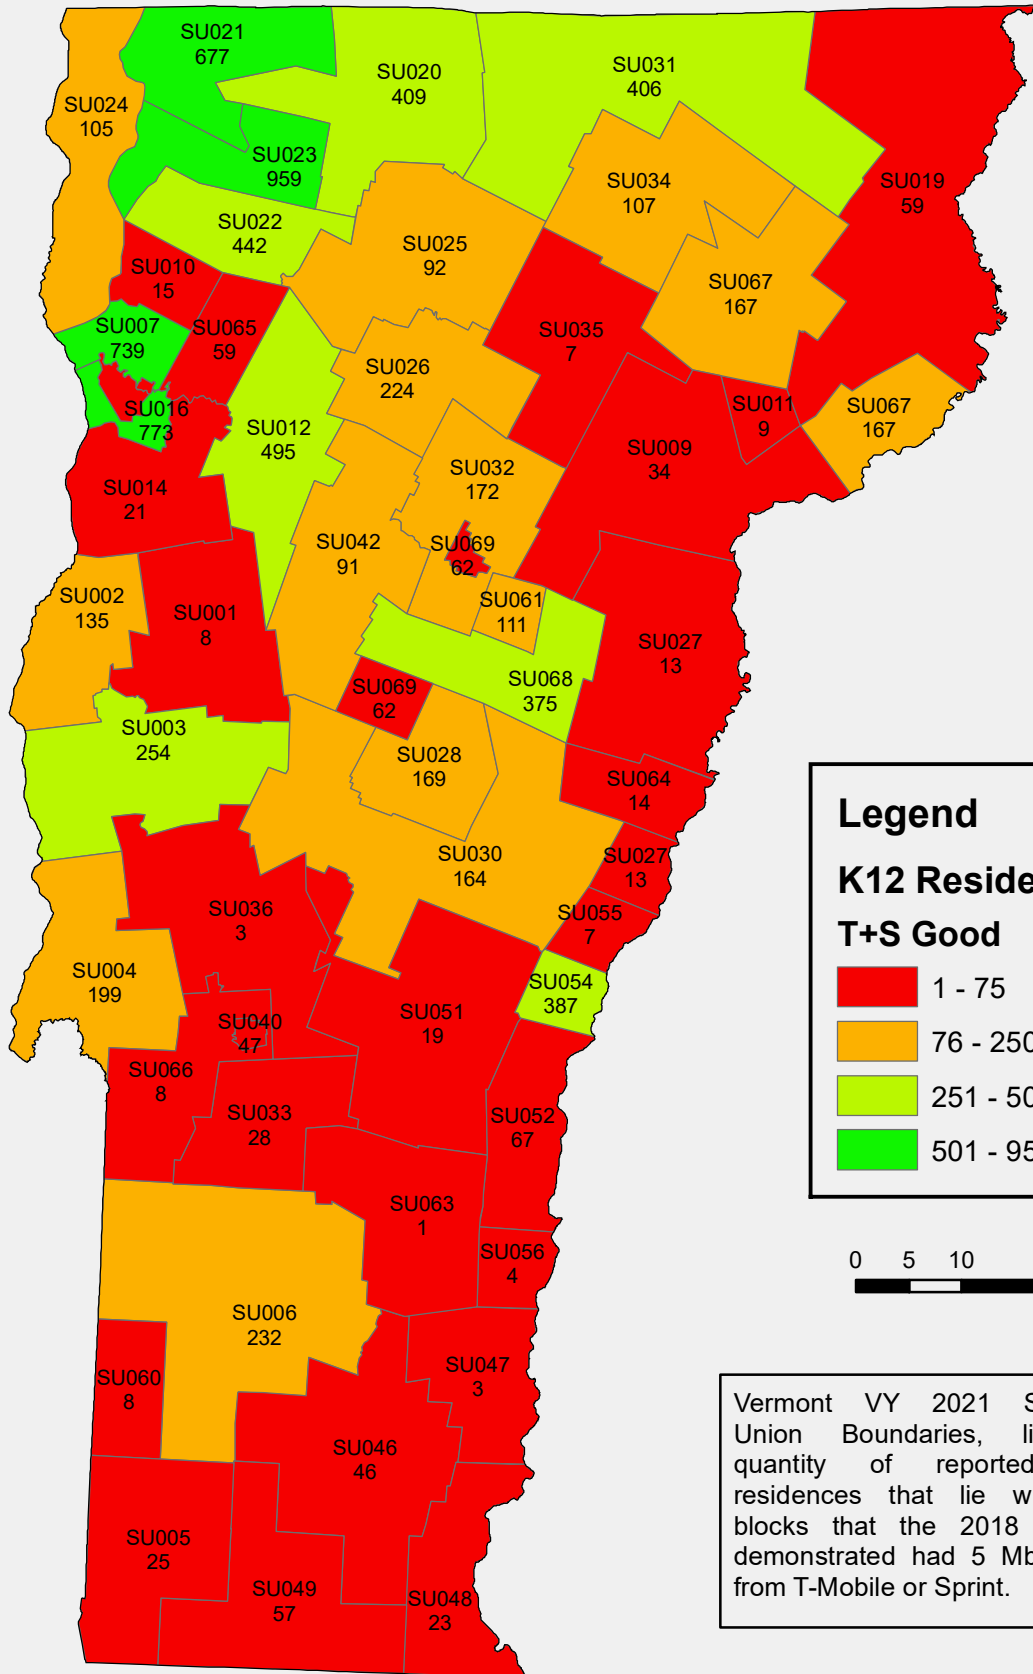 SU021
677
SU020
409
SU031
406
SU024
105
SU023
959
SU034
107
SU019
59
SU022
442
SU025
92
SU010
15
SU067
167
SU007
739
SU065
59
SU035
7
SU026
224
SU016
773
SU012
495
SU011
9
SU067
167
SU009
34
SU032
172
SU014
21
SU042
91
SU069
62
SU002
135
SU001
8
SU061
111
SU027
13
SU068
375
SU069
62
SU003
254
SU028
169
SU064
14
SU030
164
SU027
13
SU036
3
SU055
7
SU004
199
SU054
387
SU051
19
SU040
47
SU066
8
SU033
28
SU052
67
SU063
1
SU056
4
SU006
232
SU060
8
SU047
3
SU046
46
SU005
25
SU049
57
SU048
23
Legend
K12 Reside
T+S Good
1 - 75
76 - 250
251 - 50
501 - 95
0 5 10
Vermont VY 2021 S
Union Boundaries, li
quantity of reported
residences that lie w
blocks that the 2018
demonstrated had 5 Mb
from T-Mobile or Sprint.